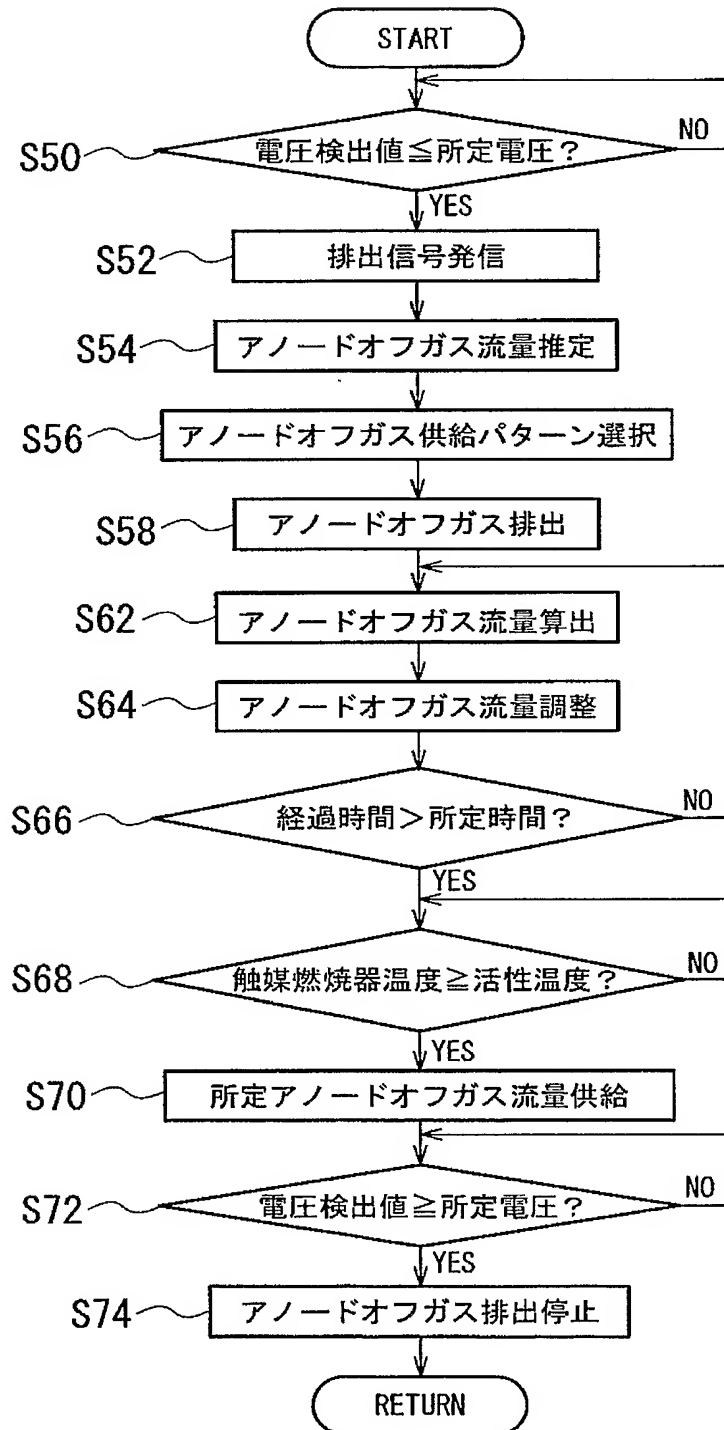 START
S50
電圧検出値≦所定電圧?
NO
YES
S52
排出信号発信
S54
アノードオフガス流量推定
S56
アノードオフガス供給パターン選択
S58
アノードオフガス排出
S62
アノードオフガス流量算出
S64
アノードオフガス流量調整
S66
経過時間>所定時間?
NO
YES
S68
触媒燃焼器温度≧活性温度?
NO
YES
S70
所定アノードオフガス流量供給
S72
電圧検出値≧所定電圧?
NO
YES
S74
アノードオフガス排出停止
RETURN